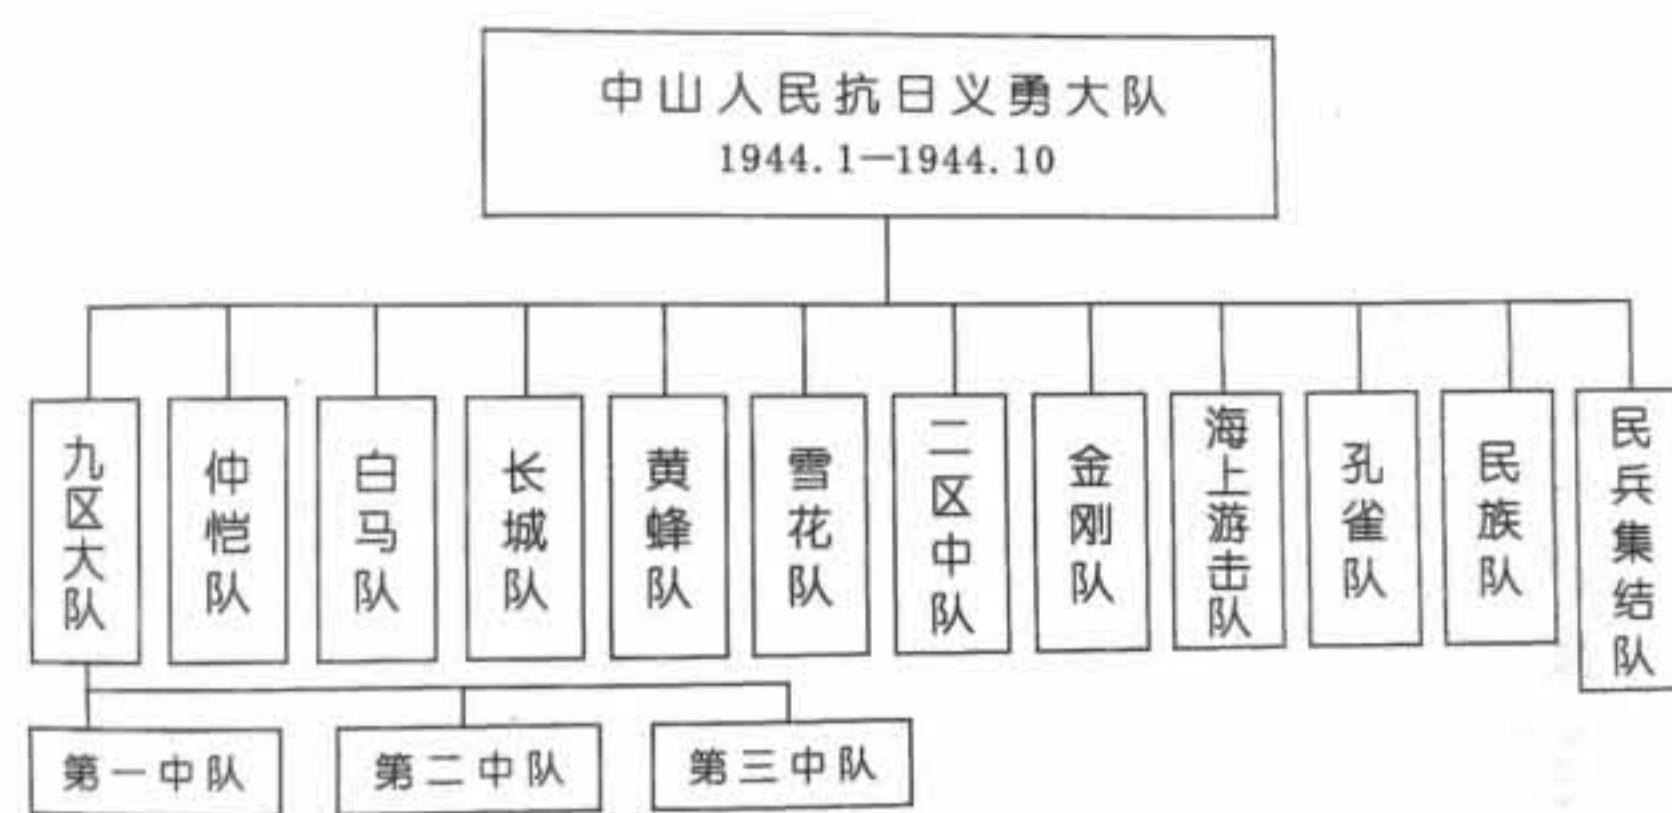 中山人民抗日义勇大队
1944.1—1944.10
九区大队
仲恺队
白马队
长城队
黄蜂队
雪花队
二区中队
金刚队
海上游击队
孔雀队
民族队
民兵集结队
第一中队
第二中队
第三中队